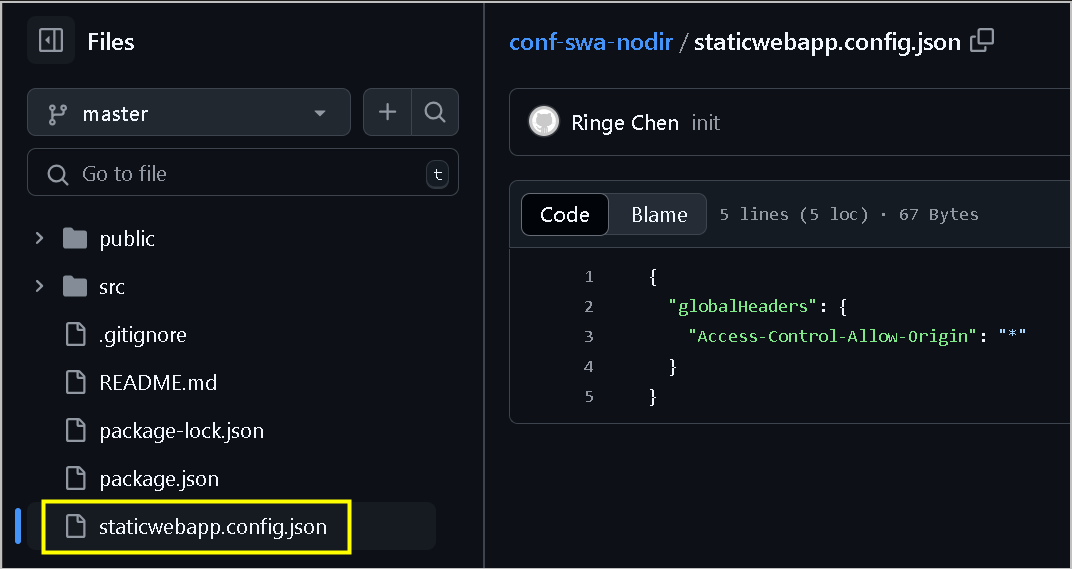 Files
master
Go to file
t
public
src
.gitignore
README.md
package-lock.json
package.json
staticwebapp.config.json
conf-swa-nodir / staticwebapp.config.json
Ringe Chen init
Code Blame 5 lines (5 loc) · 67 Bytes
1 {
2 "globalHeaders": {
3 "Access-Control-Allow-Origin": "*"
4 }
5 }